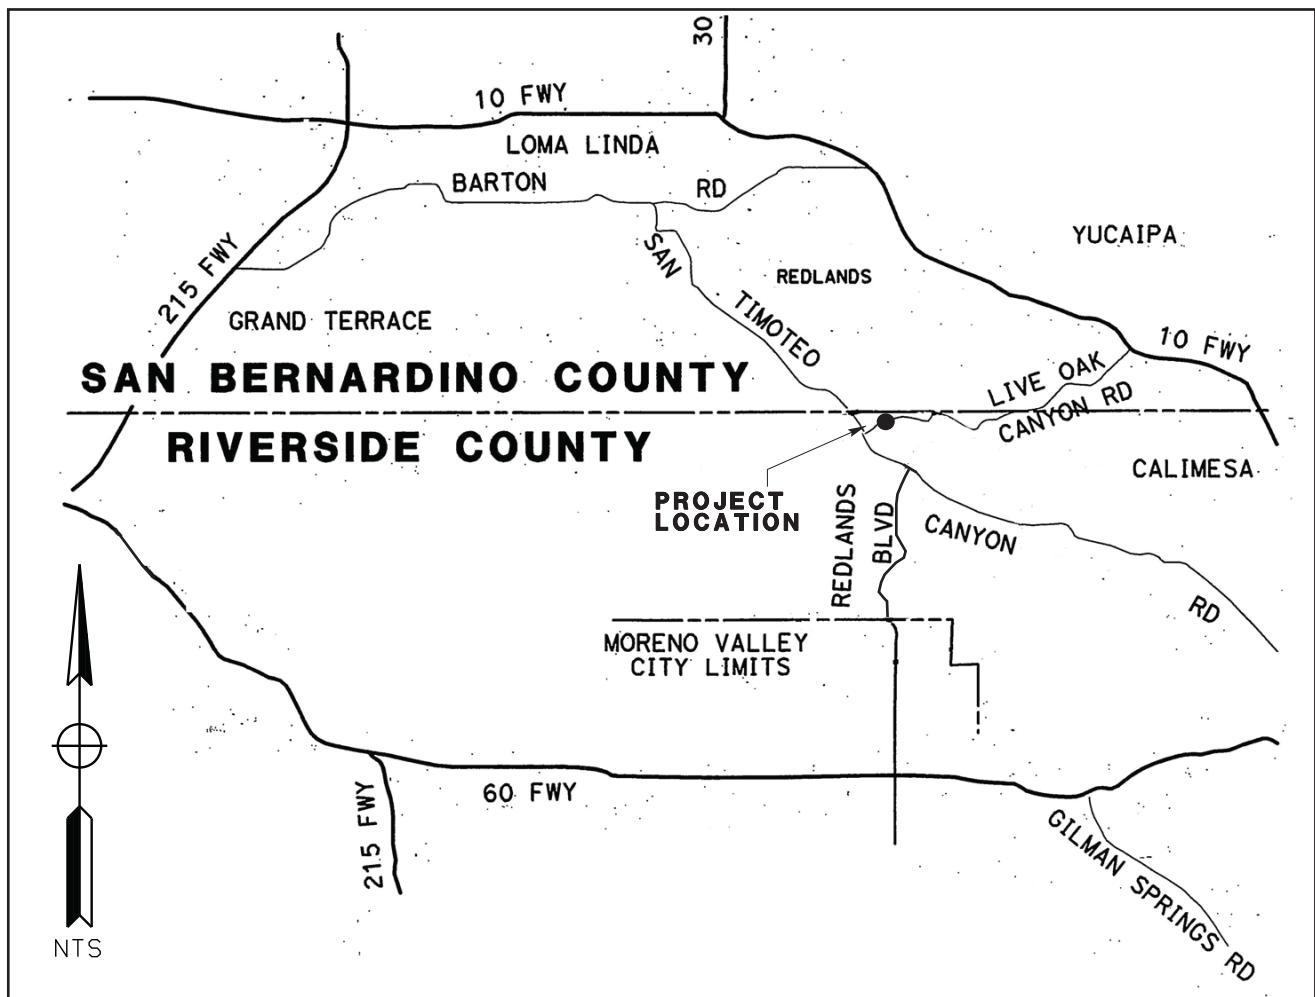 30
10 FWY
LOMA LINDA
BARTON RD
SAN TIMOTEO CANYON RD
YUCAIPA
REDLANDS
215 FWY
GRAND TERRACE
10 FWY
SAN BERNARDINO COUNTY
LIVE OAK
CANYON RD
RIVERSIDE COUNTY
CALIMESA
PROJECT
LOCATION
REDLANDS
BLVD
MORENO VALLEY
CITY LIMITS
60 FWY
215 FWY
GILMAN SPRINGS RD
NTS